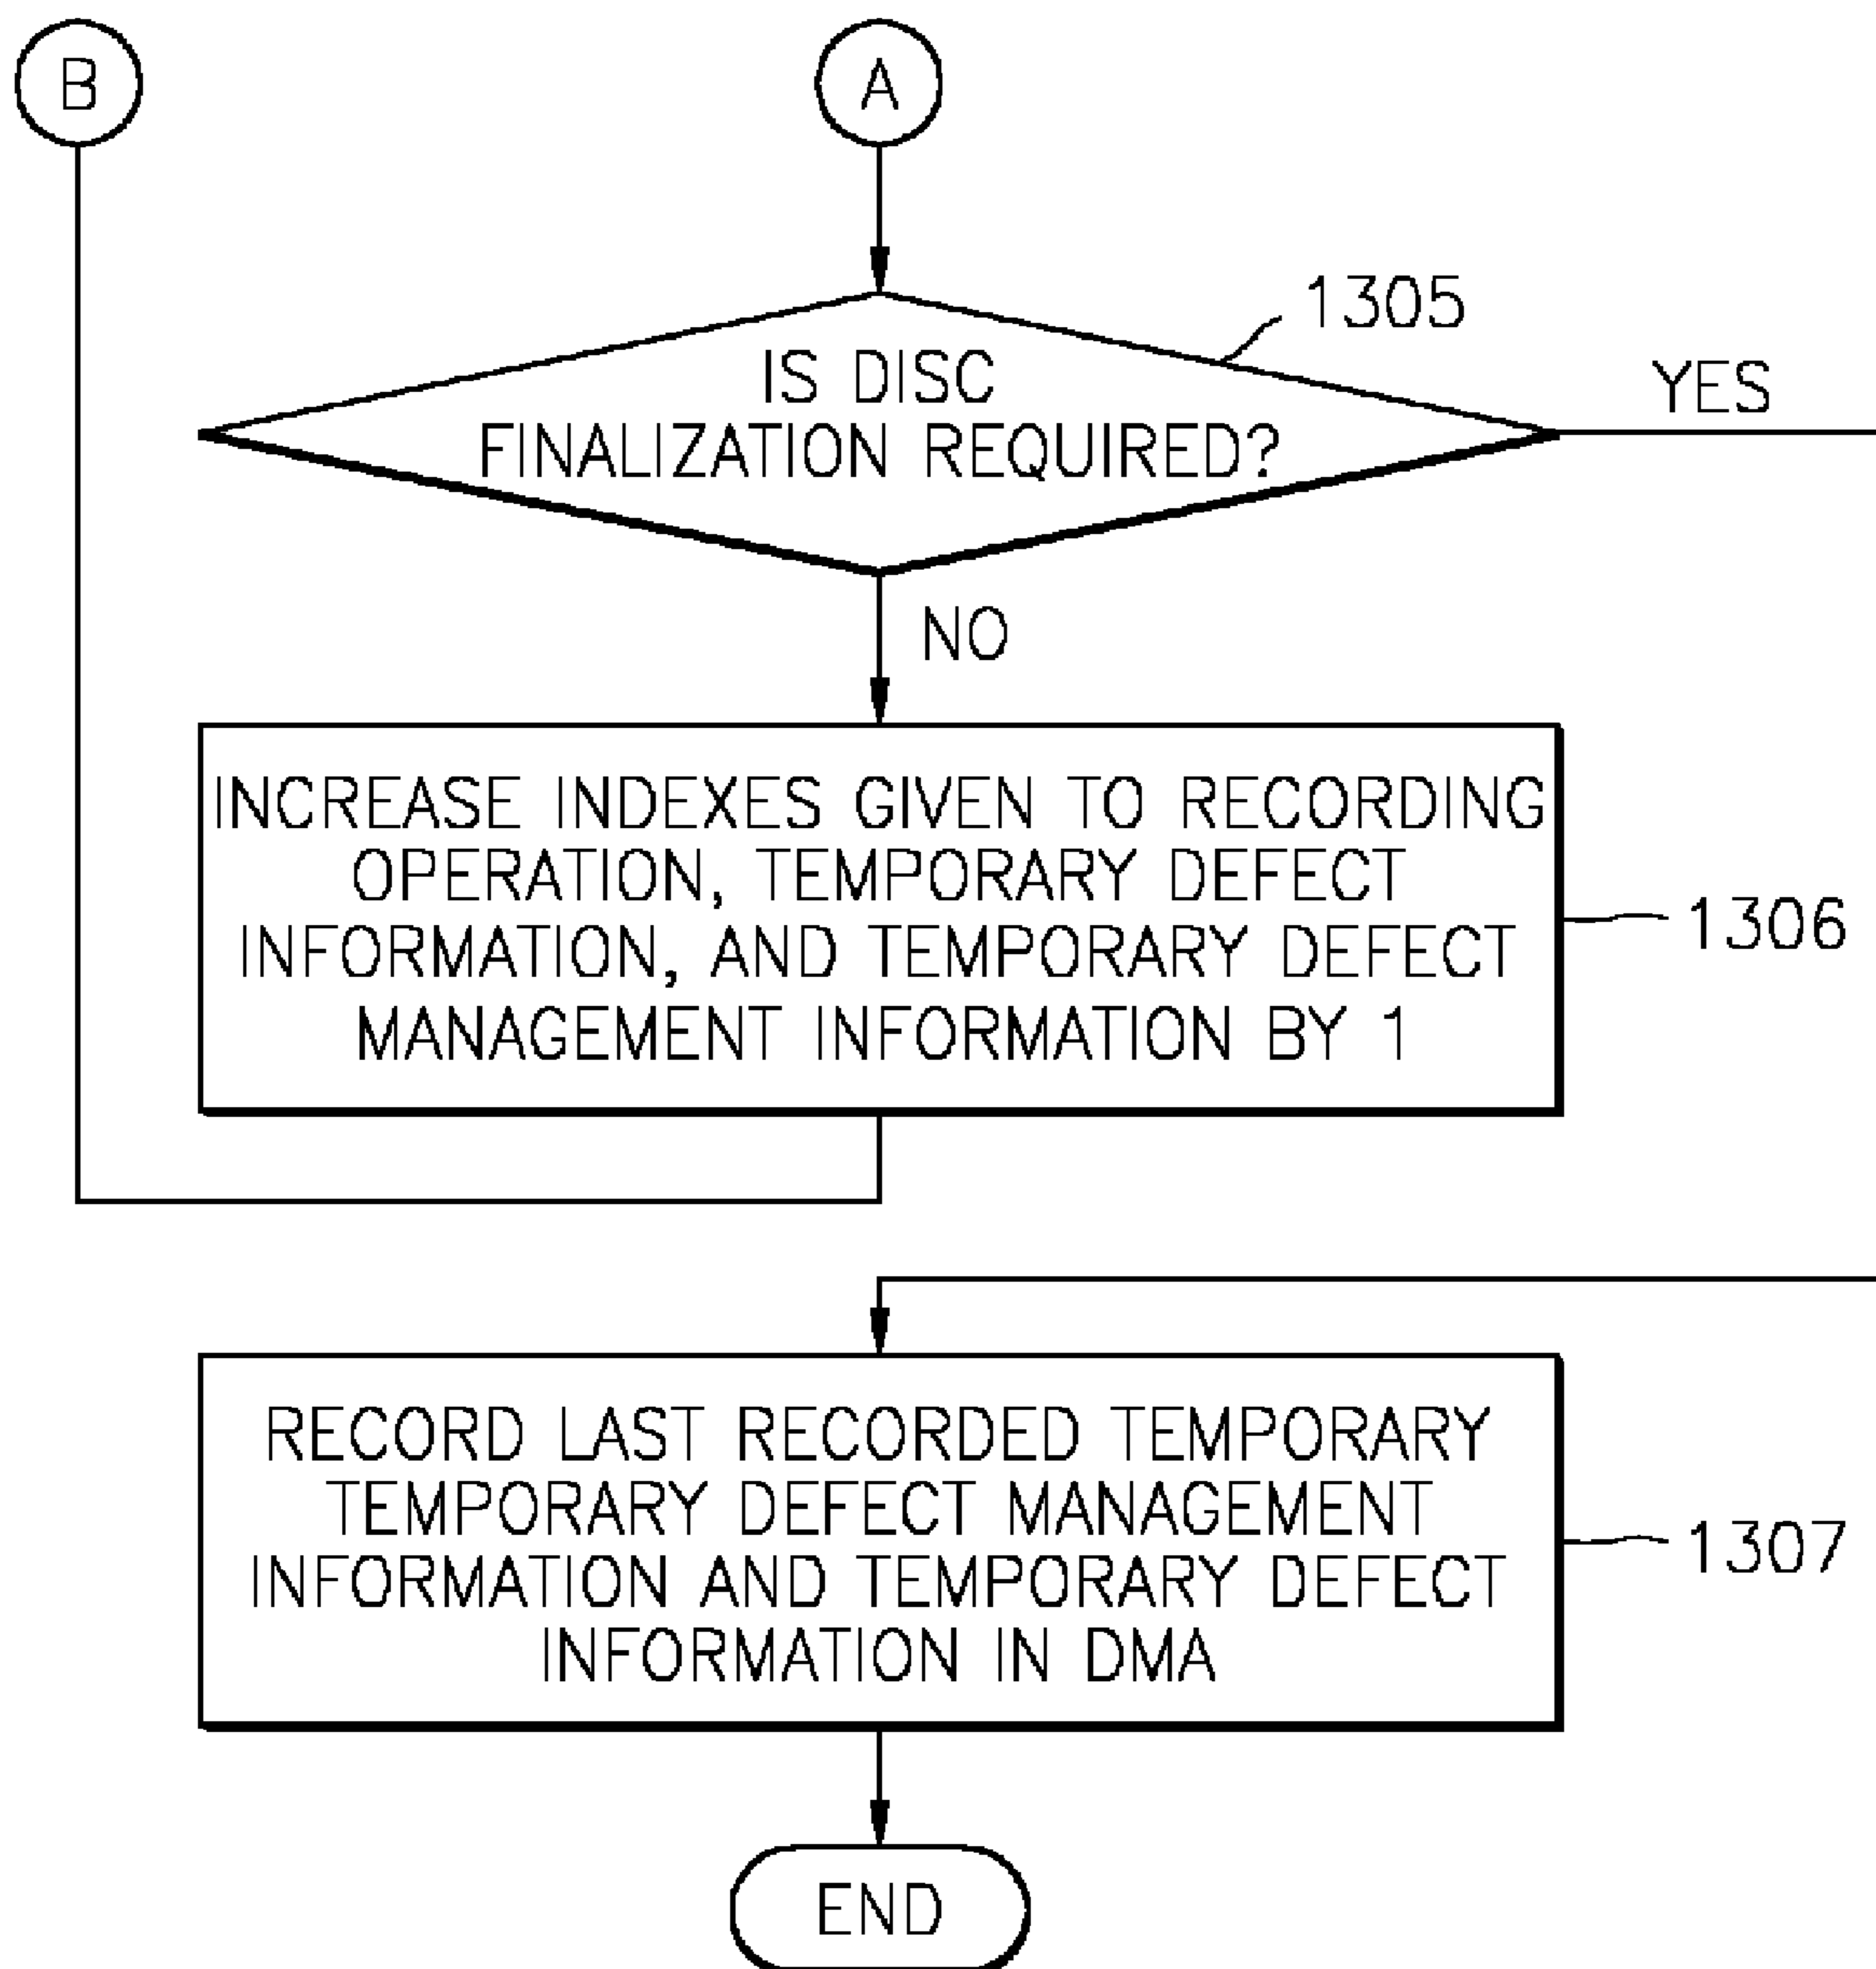 B
A
1305
IS DISC
FINALIZATION REQUIRED?
YES
NO
INCREASE INDEXES GIVEN TO RECORDING
OPERATION, TEMPORARY DEFECT
INFORMATION, AND TEMPORARY DEFECT
MANAGEMENT INFORMATION BY 1
1306
RECORD LAST RECORDED TEMPORARY
TEMPORARY DEFECT MANAGEMENT
INFORMATION AND TEMPORARY DEFECT
INFORMATION IN DMA
1307
END